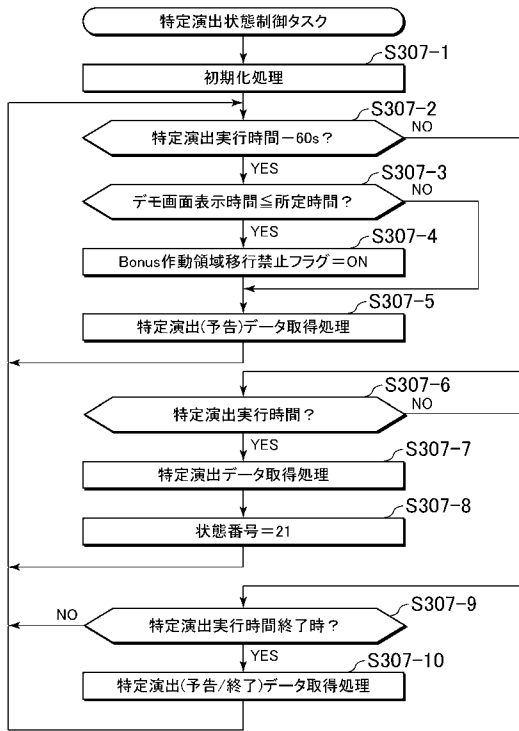 特定演出状態制御タスク
S307-1
初期化処理
S307-2
特定演出実行時間-60s?
NO
YES
S307-3
デモ画面表示時間≦所定時間?
NO
YES
S307-4
Bonus作動領域移行禁止フラグ=ON
S307-5
特定演出(予告)データ取得処理
S307-6
特定演出実行時間?
NO
YES
S307-7
特定演出データ取得処理
S307-8
状態番号=21
S307-9
NO
特定演出実行時間終了時?
YES
S307-10
特定演出(予告/終了)データ取得処理